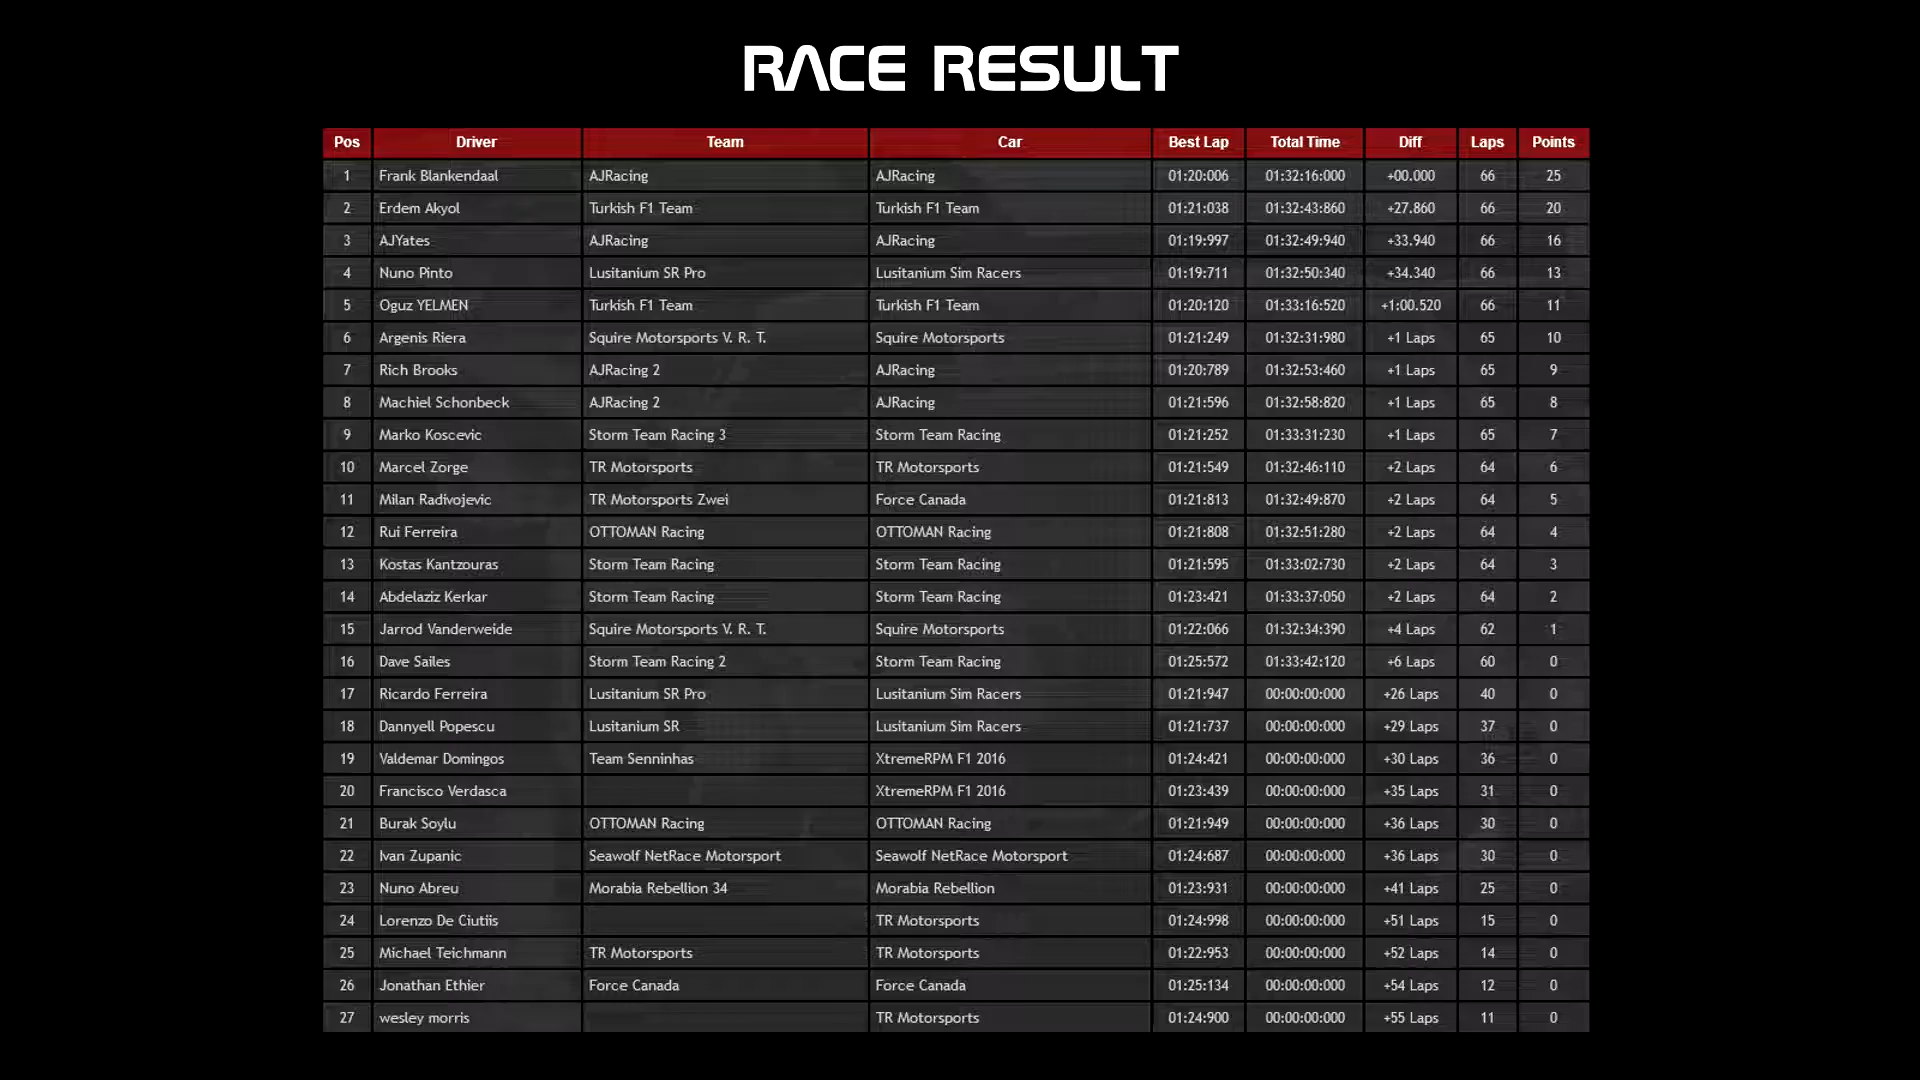 RACE RESULT
Pos Driver Team Car Best Lap Total Time Diff Laps Points
1 Frank Blankendaal AJRacing AJRacing 01:20:006 01:32:16:000 +00.000 66 25
2 Erdem Akyol Turkish F1 Team Turkish F1 Team 01:21:038 01:32:43:860 +27.860 66 20
3 AJYates AJRacing AJRacing 01:19:997 01:32:49:940 +33.940 66 16
4 Nuno Pinto Lusitanium SR Pro Lusitanium Sim Racers 01:19:711 01:32:50:340 +34.340 66 13
5 Oguz YELMEN Turkish F1 Team Turkish F1 Team 01:20:120 01:33:16:520 +1:00.520 66 11
6 Argenis Riera Squire Motorsports V. R. T. Squire Motorsports 01:21:249 01:32:31:980 +1 Laps 65 10
7 Rich Brooks AJRacing 2 AJRacing 01:20:789 01:32:53:460 +1 Laps 65 9
8 Machiel Schonbeck AJRacing 2 AJRacing 01:21:596 01:32:58:820 +1 Laps 65 8
9 Marko Koscevic Storm Team Racing 3 Storm Team Racing 01:21:252 01:33:31:230 +1 Laps 65 7
10 Marcel Zorge TR Motorsports TR Motorsports 01:21:549 01:32:46:110 +2 Laps 64 6
11 Milan Radivojevic TR Motorsports Zwei Force Canada 01:21:813 01:32:49:870 +2 Laps 64 5
12 Rui Ferreira OTTOMAN Racing OTTOMAN Racing 01:21:808 01:32:51:280 +2 Laps 64 4
13 Kostas Kantzouras Storm Team Racing Storm Team Racing 01:21:595 01:33:02:730 +2 Laps 64 3
14 Abdelaziz Kerkar Storm Team Racing Storm Team Racing 01:23:421 01:33:37:050 +2 Laps 64 2
15 Jarrod Vanderweide Squire Motorsports V. R. T. Squire Motorsports 01:22:066 01:32:34:390 +4 Laps 62 1
16 Dave Sailes Storm Team Racing 2 Storm Team Racing 01:25:572 01:33:42:120 +6 Laps 60 0
17 Ricardo Ferreira Lusitanium SR Pro Lusitanium Sim Racers 01:21:947 00:00:00:000 +26 Laps 40 0
18 Dannyell Popescu Lusitanium SR Lusitanium Sim Racers 01:21:737 00:00:00:000 +29 Laps 37 0
19 Valdemar Domingos Team Senninhas XtremeRPM F1 2016 01:24:421 00:00:00:000 +30 Laps 36 0
20 Francisco Verdasca XtremeRPM F1 2016 01:23:439 00:00:00:000 +35 Laps 31 0
21 Burak Soylu OTTOMAN Racing OTTOMAN Racing 01:21:949 00:00:00:000 +36 Laps 30 0
22 Ivan Zupanic Seawolf NetRace Motorsport Seawolf NetRace Motorsport 01:24:687 00:00:00:000 +36 Laps 30 0
23 Nuno Abreu Morabia Rebellion 34 Morabia Rebellion 01:23:931 00:00:00:000 +41 Laps 25 0
24 Lorenzo De Ciutiis TR Motorsports 01:24:998 00:00:00:000 +51 Laps 15 0
25 Michael Teichmann TR Motorsports TR Motorsports 01:22:953 00:00:00:000 +52 Laps 14 0
26 Jonathan Ethier Force Canada Force Canada 01:25:134 00:00:00:000 +54 Laps 12 0
27 wesley morris TR Motorsports 01:24:900 00:00:00:000 +55 Laps 11 0